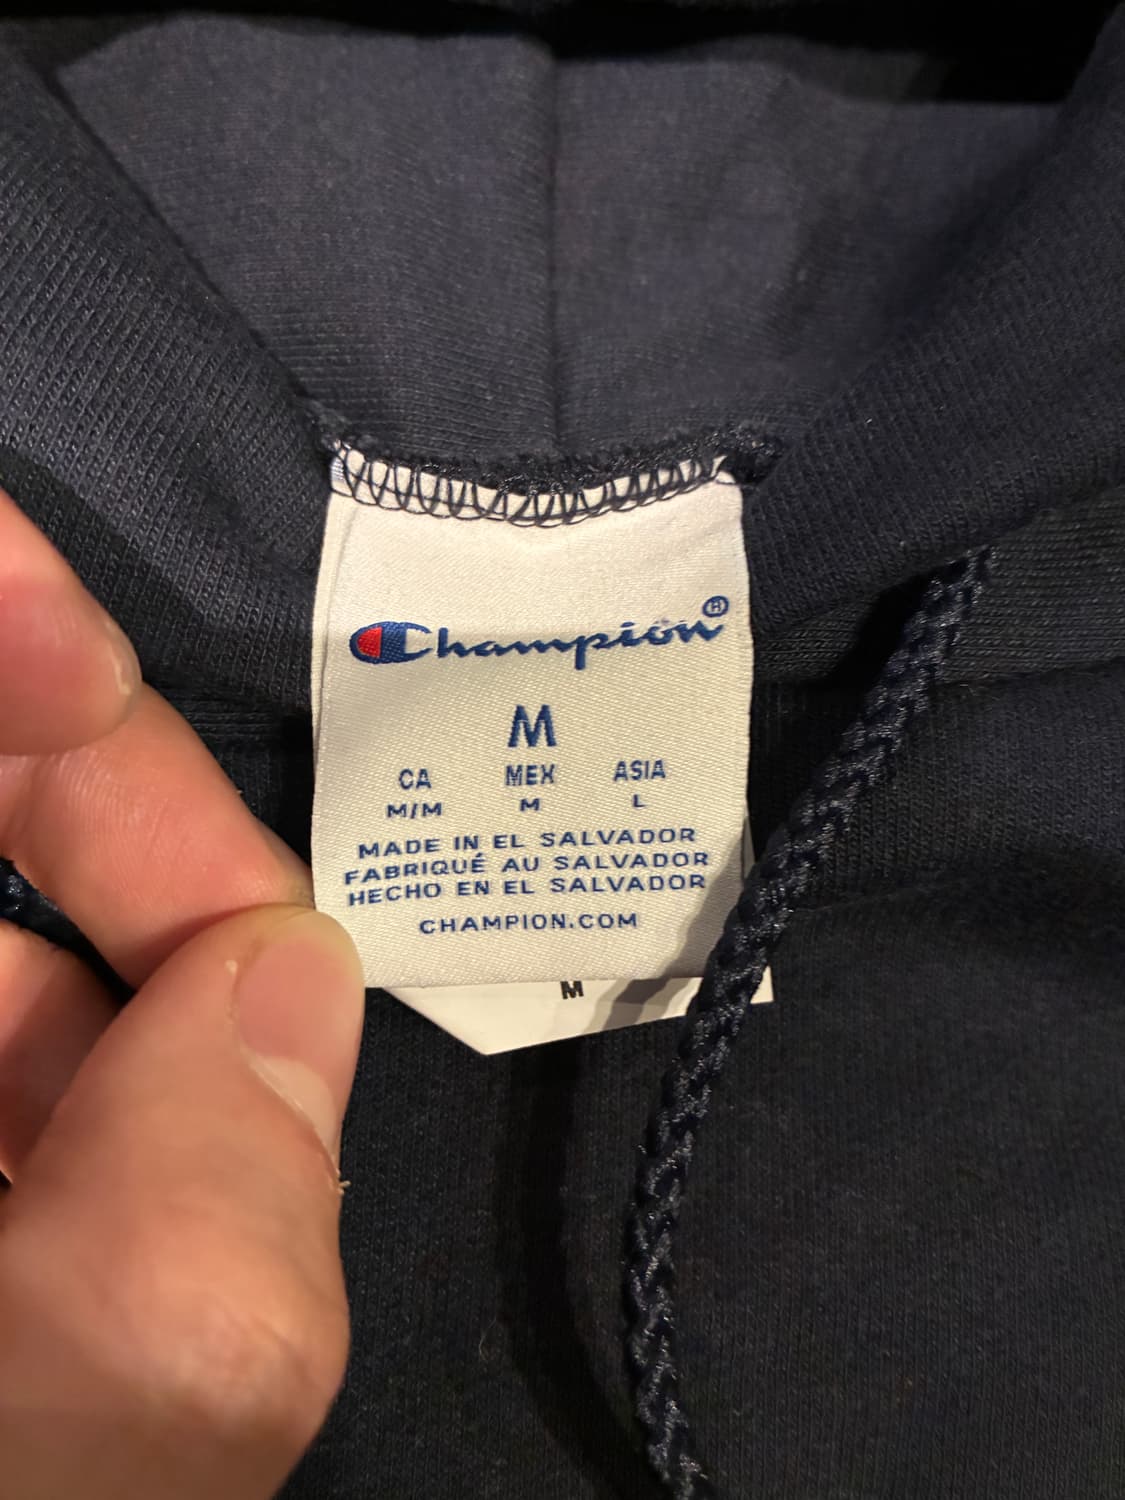 Champion®
M
CA MEX ASIA
M/M M L
MADE IN EL SALVADOR
FABRIQUÉ AU SALVADOR
HECHO EN EL SALVADOR
CHAMPION.COM
M